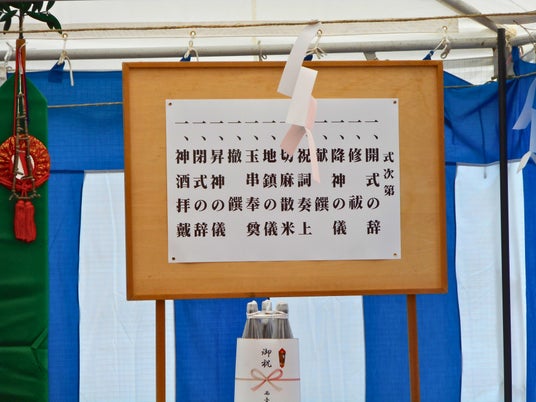 式次第
一、開式の辞
一、修祓
一、降神の儀
一、献饌
一、祝詞奏上
一、切麻散米
一、地鎮の儀
一、玉串奉奠
一、撤饌
一、昇神の儀
一、閉式の辞
一、神酒拝戴
御祝